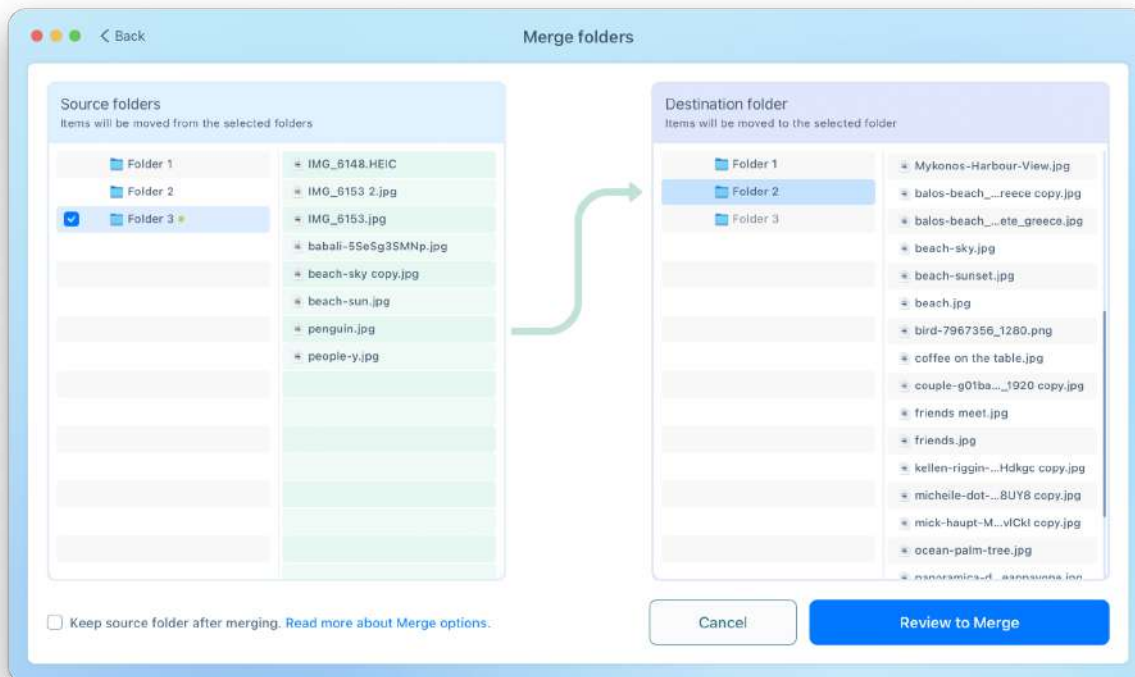 Back
Merge folders
Source folders
Items will be moved from the selected folders
Folder 1
Folder 2
Folder 3
IMG_6148.HEIC
IMG_6153 2.jpg
IMG_6153.jpg
babali-5SeSg3SMNp.jpg
beach-sky copy.jpg
beach-sun.jpg
penguin.jpg
people-y.jpg
Destination folder
Items will be moved to the selected folder
Folder 1
Folder 2
Folder 3
Mykonos-Harbour-View.jpg
balos-beach_...reece copy.jpg
balos-beach_...ete_greece.jpg
beach-sky.jpg
beach-sunset.jpg
beach.jpg
bird-7967356_1280.png
coffee on the table.jpg
couple-g01ba..._1920 copy.jpg
friends meet.jpg
friends.jpg
kellen-riggin-...Hdkgc copy.jpg
micheile-dot-...8UY8 copy.jpg
mick-haupt-M...vlCkI copy.jpg
ocean-palm-tree.jpg
Keep source folder after merging. Read more about Merge options.
Cancel
Review to Merge